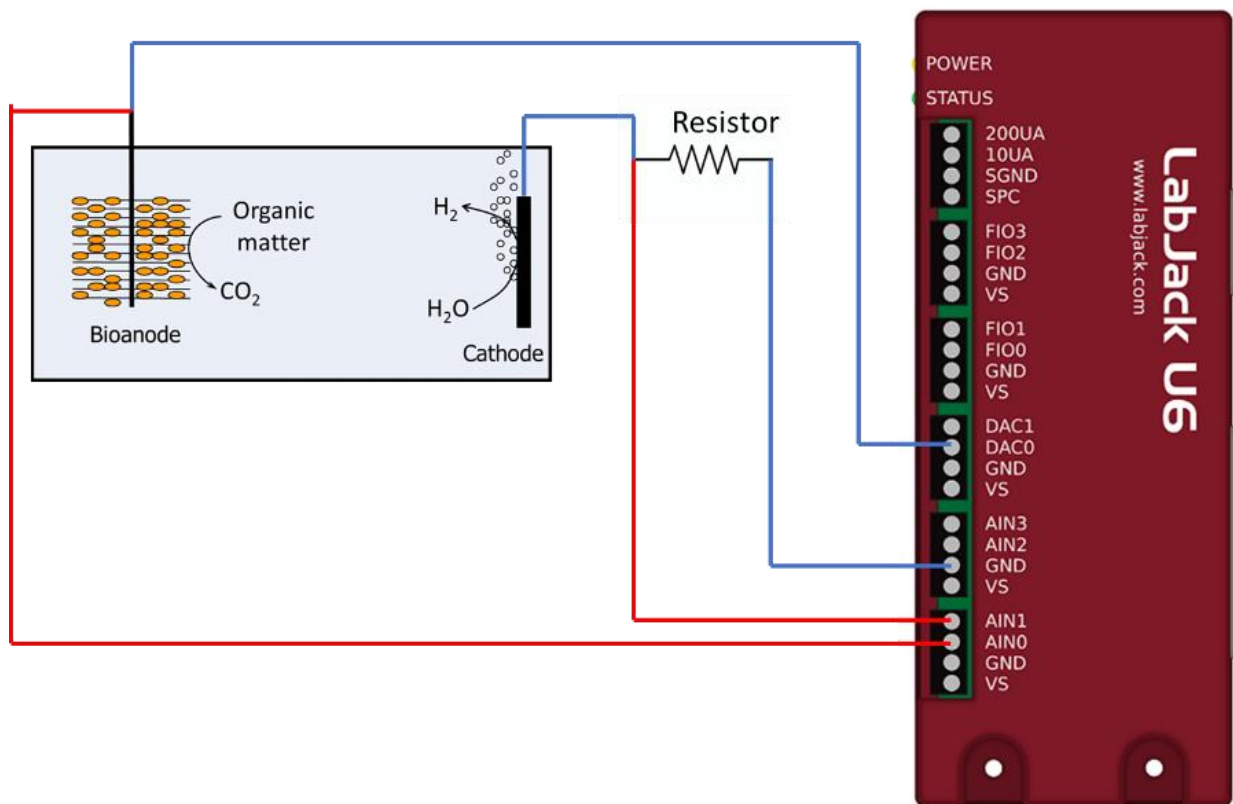 Resistor
Organic
matter
CO₂
Bioanode
H₂
H₂O
Cathode
POWER
STATUS
200UA
10UA
SGND
SPC
FIO3
FIO2
GND
VS
FIO1
FIO0
GND
VS
DAC1
DAC0
GND
VS
AIN3
AIN2
GND
VS
AIN1
AIN0
GND
VS
LabJack U6
www.labjack.com